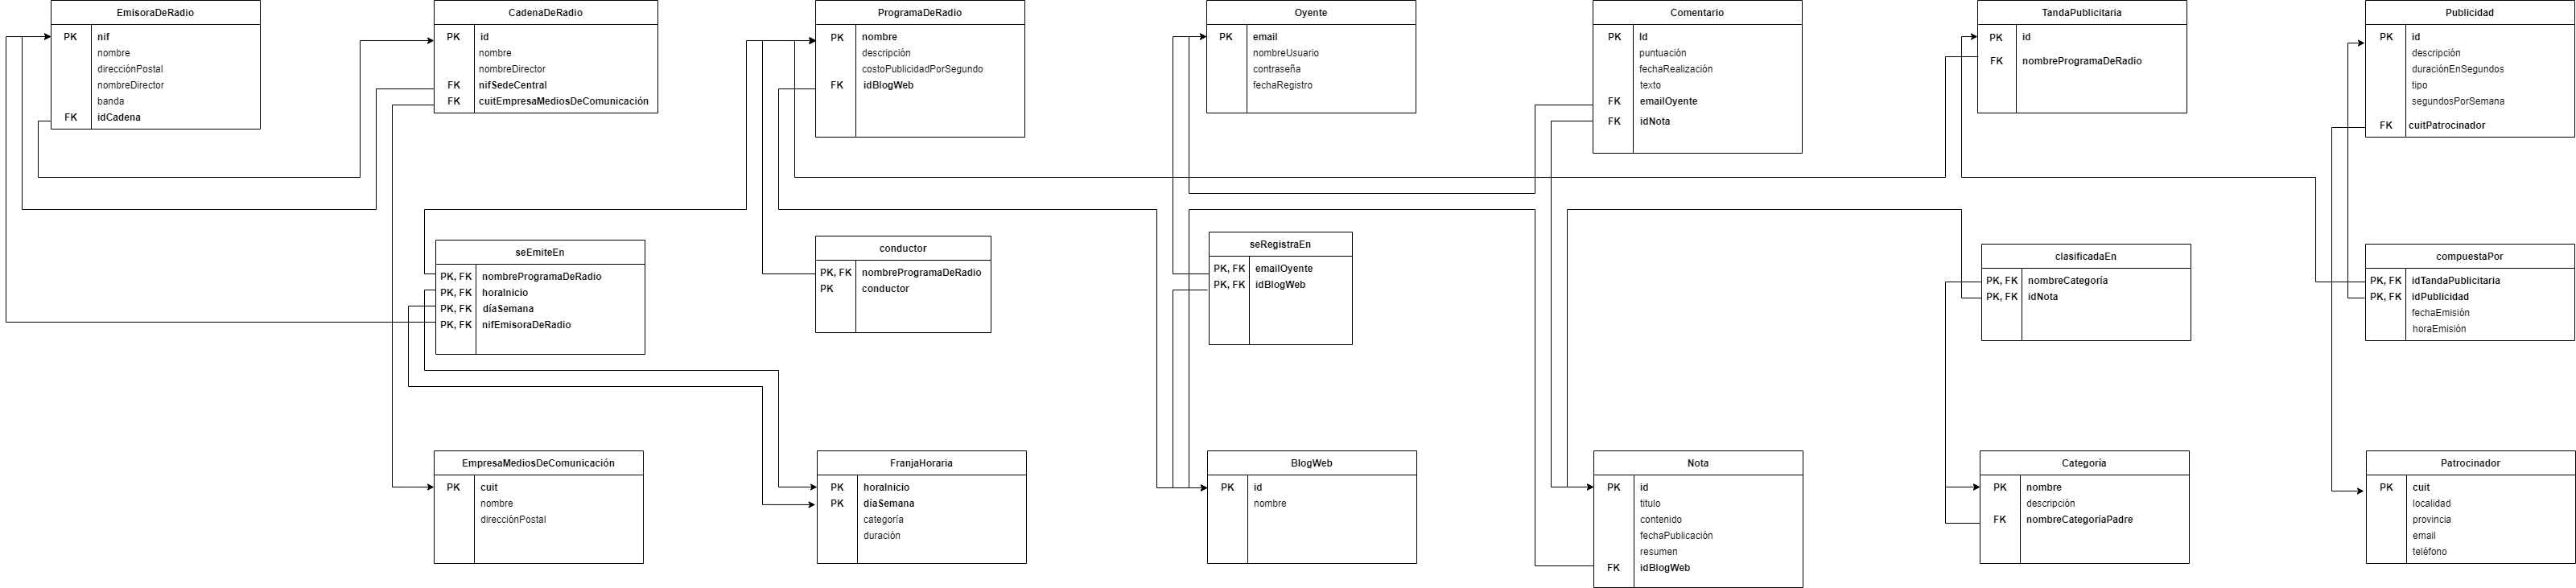 EmisoraDeRadio
PK nif
nombre
direcciónPostal
nombreDirector
banda
FK idCadena
CadenaDeRadio
PK id
nombre
nombreDirector
FK nifSedeCentral
FK cuitEmpresaMediosDeComunicación
ProgramaDeRadio
PK nombre
descripción
costoPublicidadPorSegundo
FK idBlogWeb
Oyente
PK email
nombreUsuario
contraseña
fechaRegistro
Comentario
PK Id
puntuación
fechaRealización
texto
FK emailOyente
FK idNota
TandaPublicitaria
PK id
FK nombreProgramaDeRadio
Publicidad
PK id
descripción
duraciónEnSegundos
tipo
segundosPorSemana
FK cuitPatrocinador
seEmiteEn
PK, FK nombreProgramaDeRadio
PK, FK horaInicio
PK, FK díaSemana
PK, FK nifEmisoraDeRadio
conductor
PK, FK nombreProgramaDeRadio
PK conductor
seRegistraEn
PK, FK emailOyente
PK, FK idBlogWeb
clasificadaEn
PK, FK nombreCategoría
PK, FK idNota
compuestaPor
PK, FK idTandaPublicitaria
PK, FK idPublicidad
fechaEmisión
horaEmisión
EmpresaMediosDeComunicación
PK cuit
nombre
direcciónPostal
FranjaHoraria
PK horaInicio
PK díaSemana
categoría
duración
BlogWeb
PK id
nombre
Nota
PK id
titulo
contenido
fechaPublicación
resumen
FK idBlogWeb
Categoría
PK nombre
descripción
FK nombreCategoríaPadre
Patrocinador
PK cuit
localidad
provincia
email
teléfono